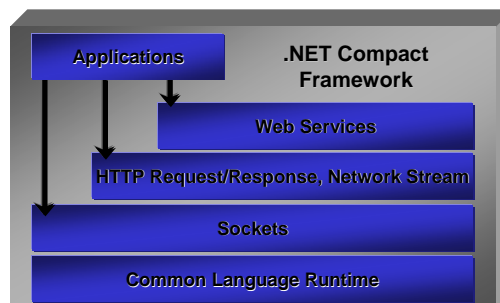 Applications
.NET Compact
Framework
Web Services
HTTP Request/Response, Network Stream
Sockets
Common Language Runtime